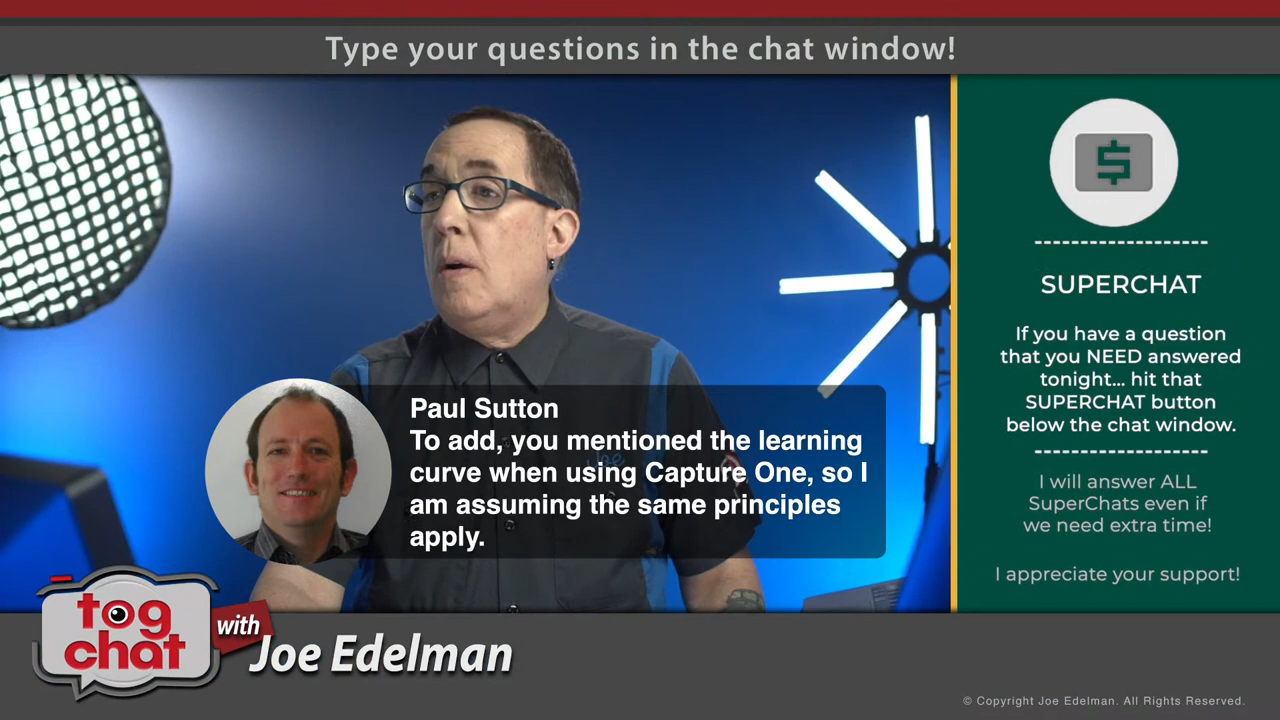 Type your questions in the chat window!
SUPERCHAT
If you have a question
that you NEED answered
tonight... hit that
SUPERCHAT button
below the chat window.
I will answer ALL
SuperChats even if
we need extra time!
I appreciate your support!
Paul Sutton
To add, you mentioned the learning
curve when using Capture One, so I
am assuming the same principles
apply.
tog
chat
with
Joe Edelman
© Copyright Joe Edelman. All Rights Reserved.